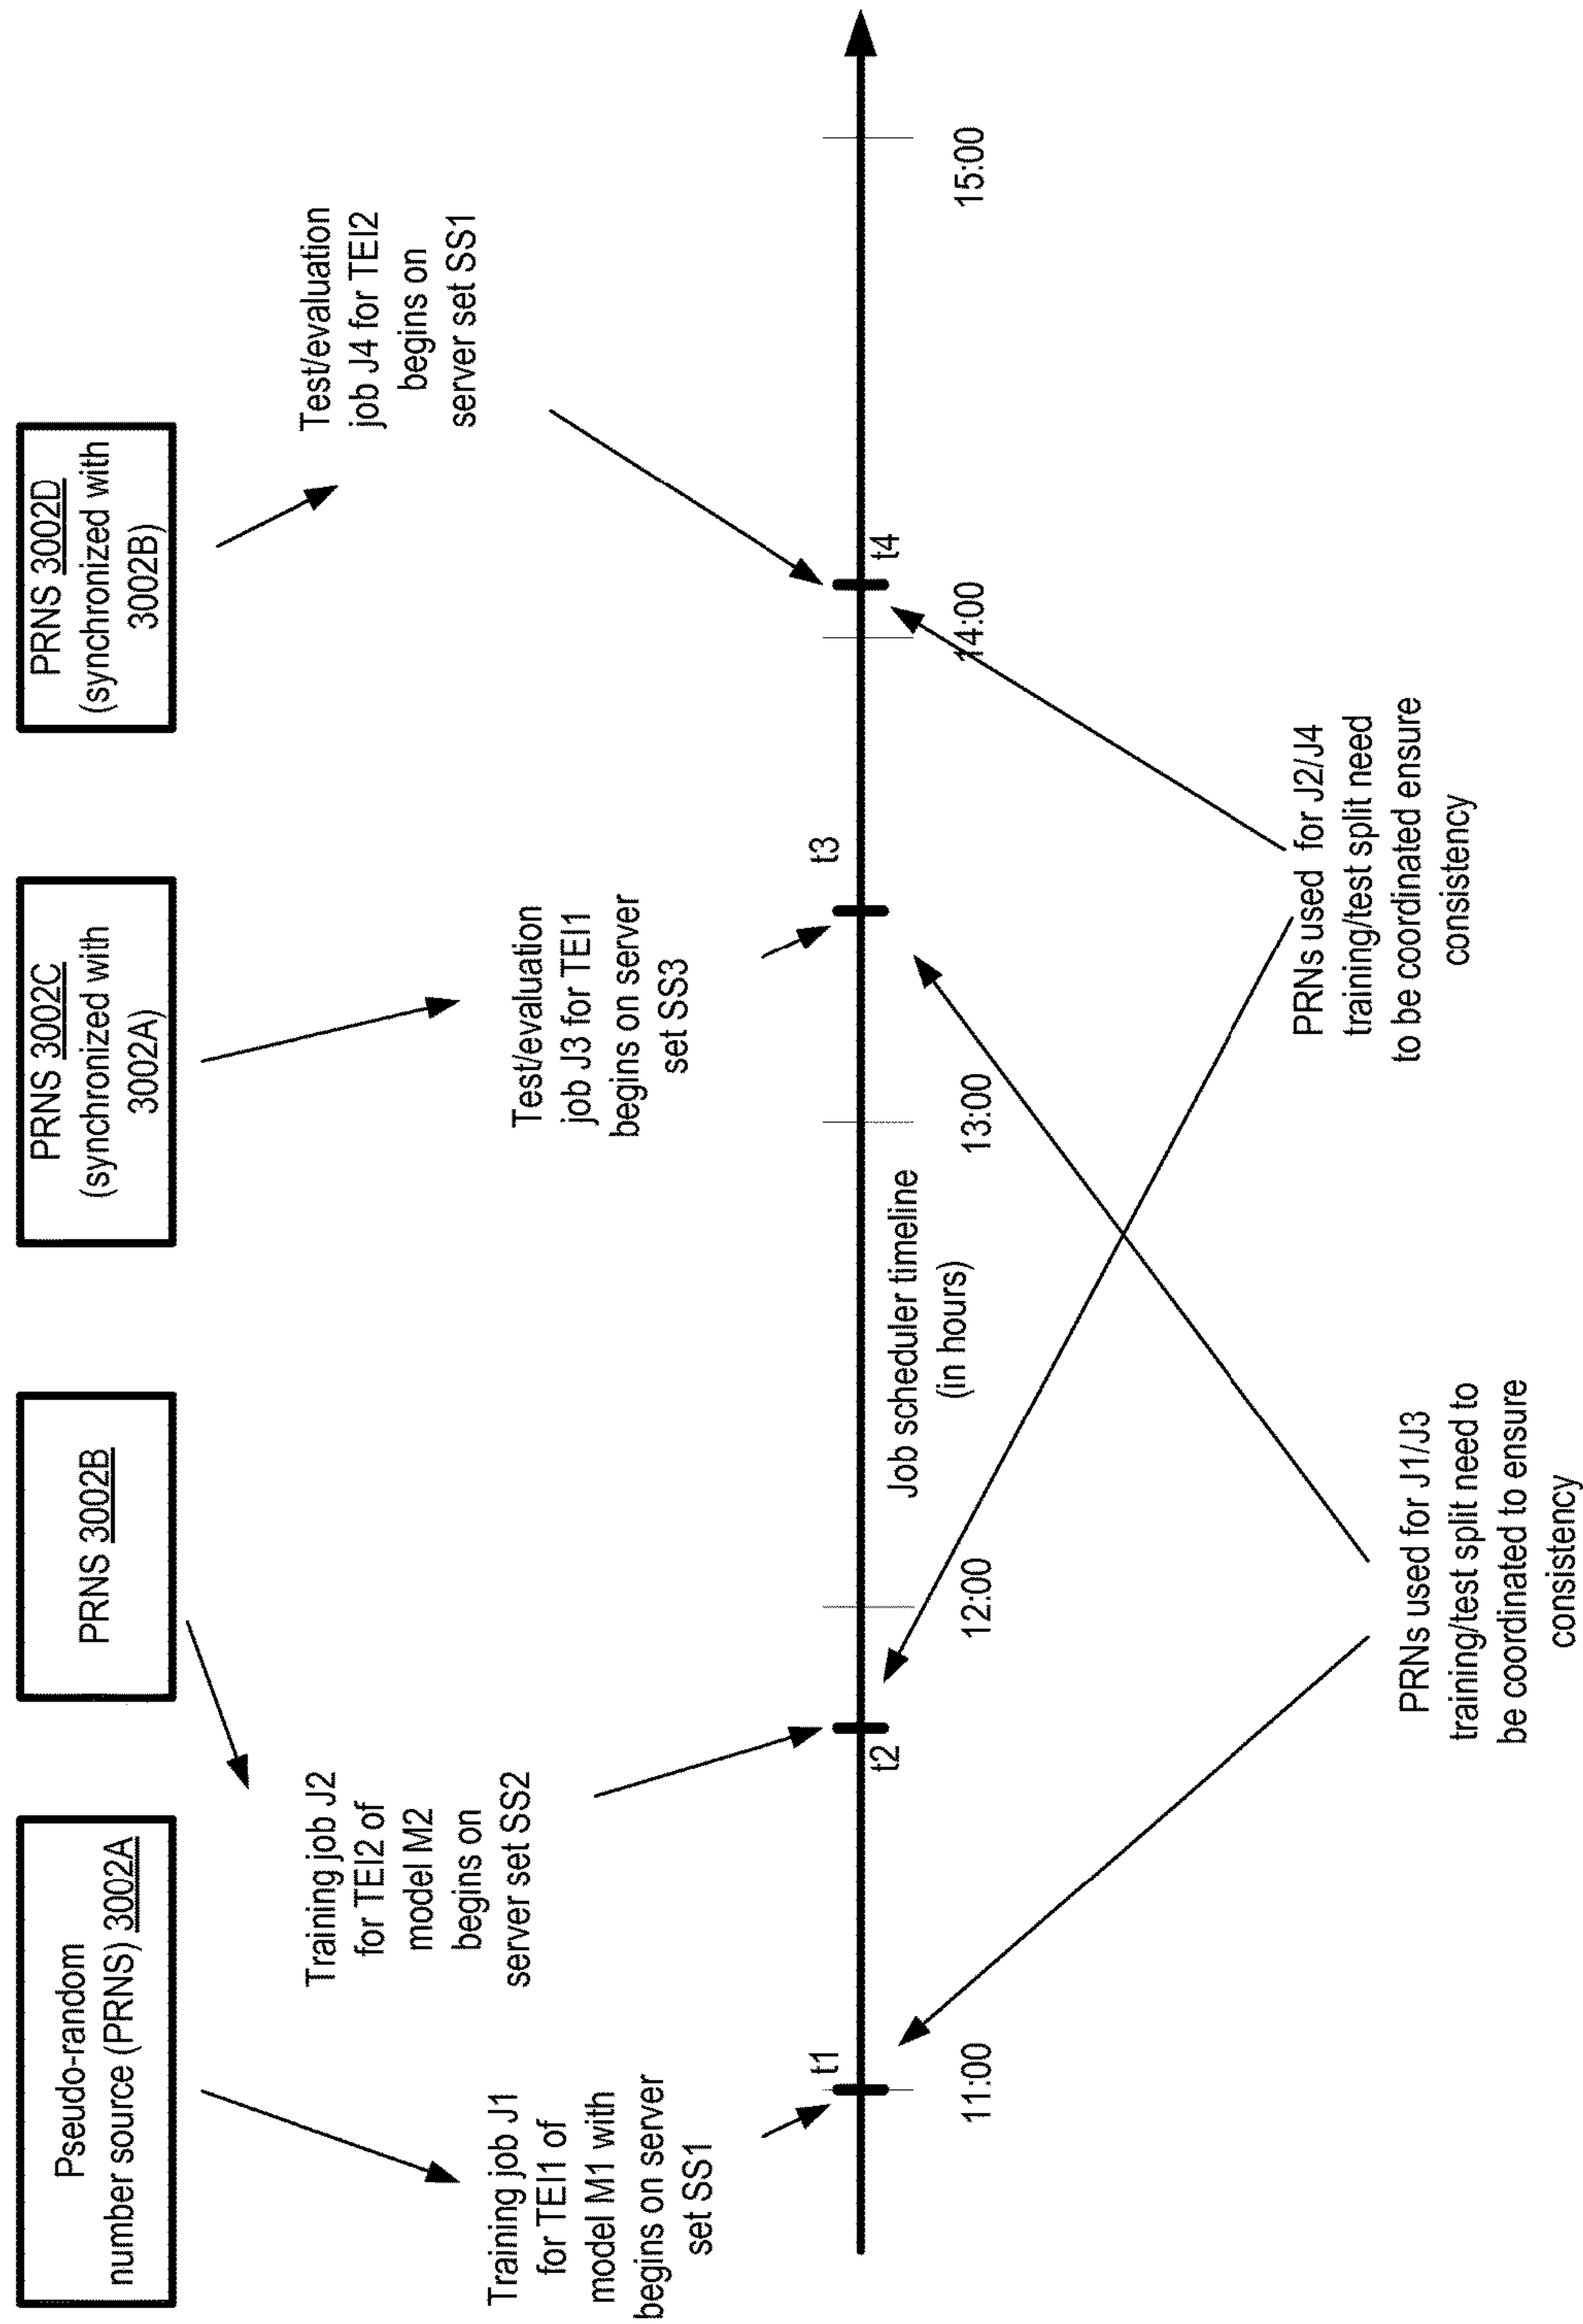 Pseudo-random
number source (PRNS) 3002A
PRNS 3002B
PRNS 3002C
(synchronized with
3002A)
PRNS 3002D
(synchronized with
3002B)
Training job J1
for TEI1 of
model M1 with
begins on server
set SS1
Training job J2
for TEI2 of
model M2
begins on
server set SS2
Test/evaluation
job J3 for TEI1
begins on server
set SS3
Test/evaluation
job J4 for TEI2
begins on
server set SS1
t1
t2
t3
t4
11:00
12:00
13:00
14:00
15:00
Job scheduler timeline
(in hours)
PRNs used for J1/J3
training/test split need to
be coordinated to ensure
consistency
PRNs used for J2/J4
training/test split need
to be coordinated ensure
consistency